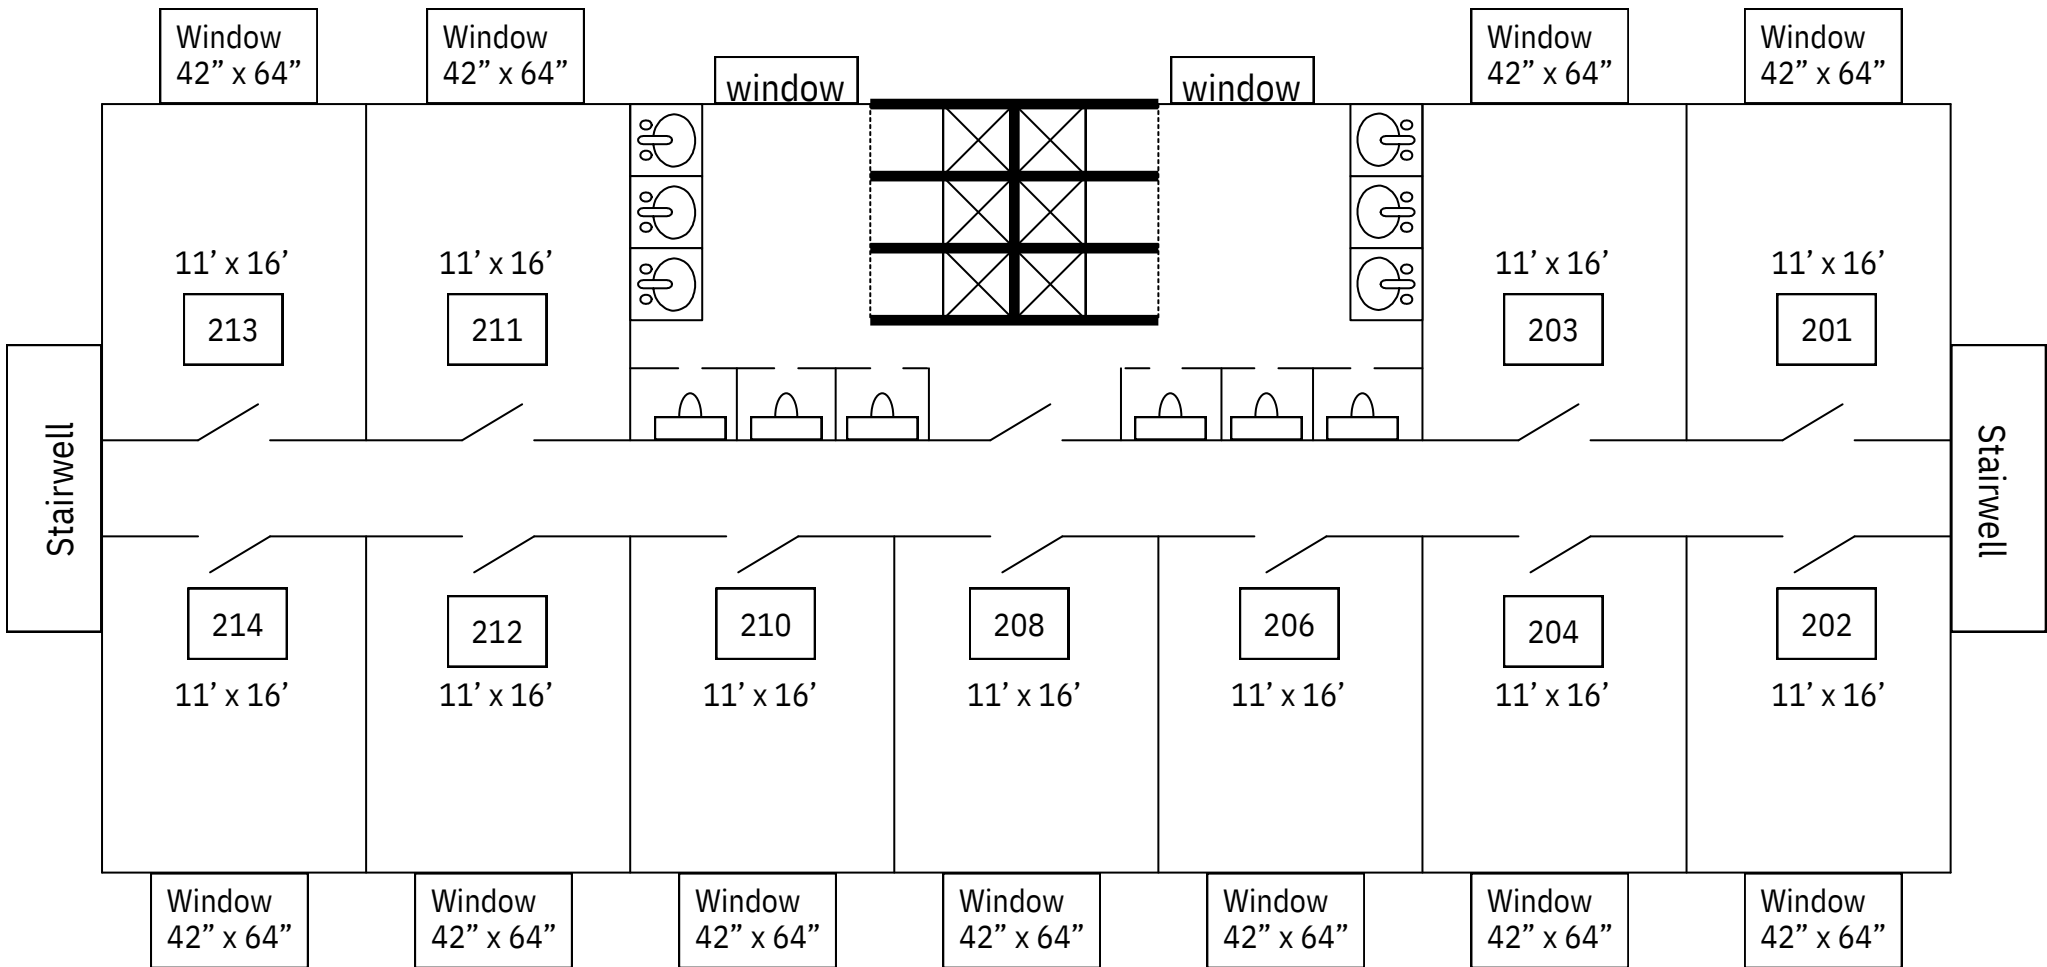 Window
42” x 64”
Window
42” x 64”
window
window
Window
42” x 64”
Window
42” x 64”
11’ x 16’
213
11’ x 16’
211
11’ x 16’
203
11’ x 16’
201
Stairwell
Stairwell
214
11’ x 16’
212
11’ x 16’
210
11’ x 16’
208
11’ x 16’
206
11’ x 16’
204
11’ x 16’
202
11’ x 16’
Window
42” x 64”
Window
42” x 64”
Window
42” x 64”
Window
42” x 64”
Window
42” x 64”
Window
42” x 64”
Window
42” x 64”